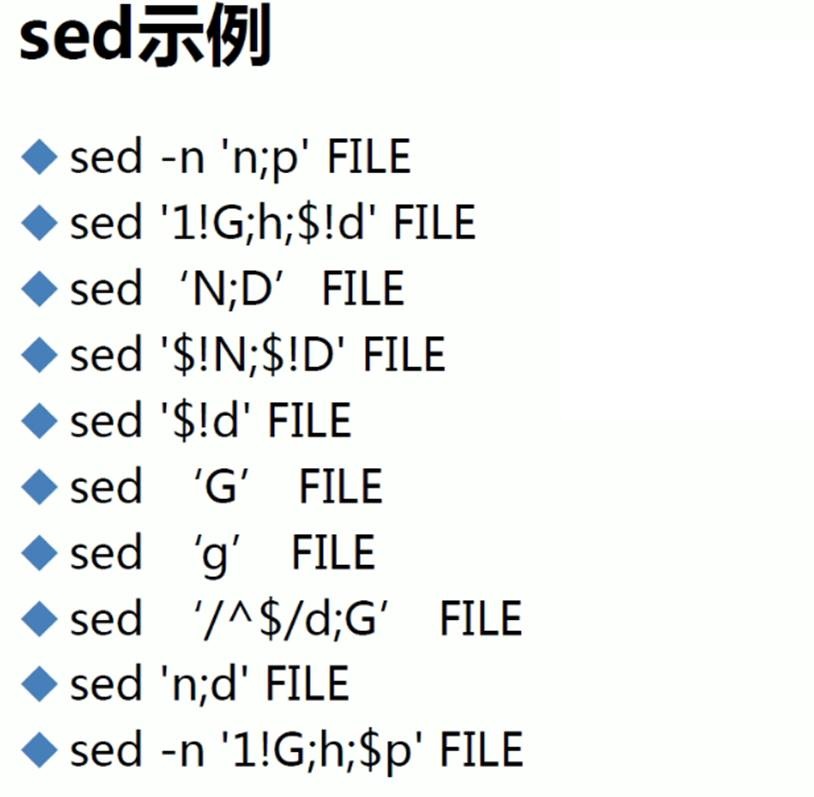 sed示例
◆ sed -n 'n;p' FILE
◆ sed '1!G;h;$!d' FILE
◆ sed ‘N;D’ FILE
◆ sed '$!N;$!D' FILE
◆ sed '$!d' FILE
◆ sed ‘G’ FILE
◆ sed ‘g’ FILE
◆ sed ‘/^$/d;G’ FILE
◆ sed 'n;d' FILE
◆ sed -n '1!G;h;$p' FILE